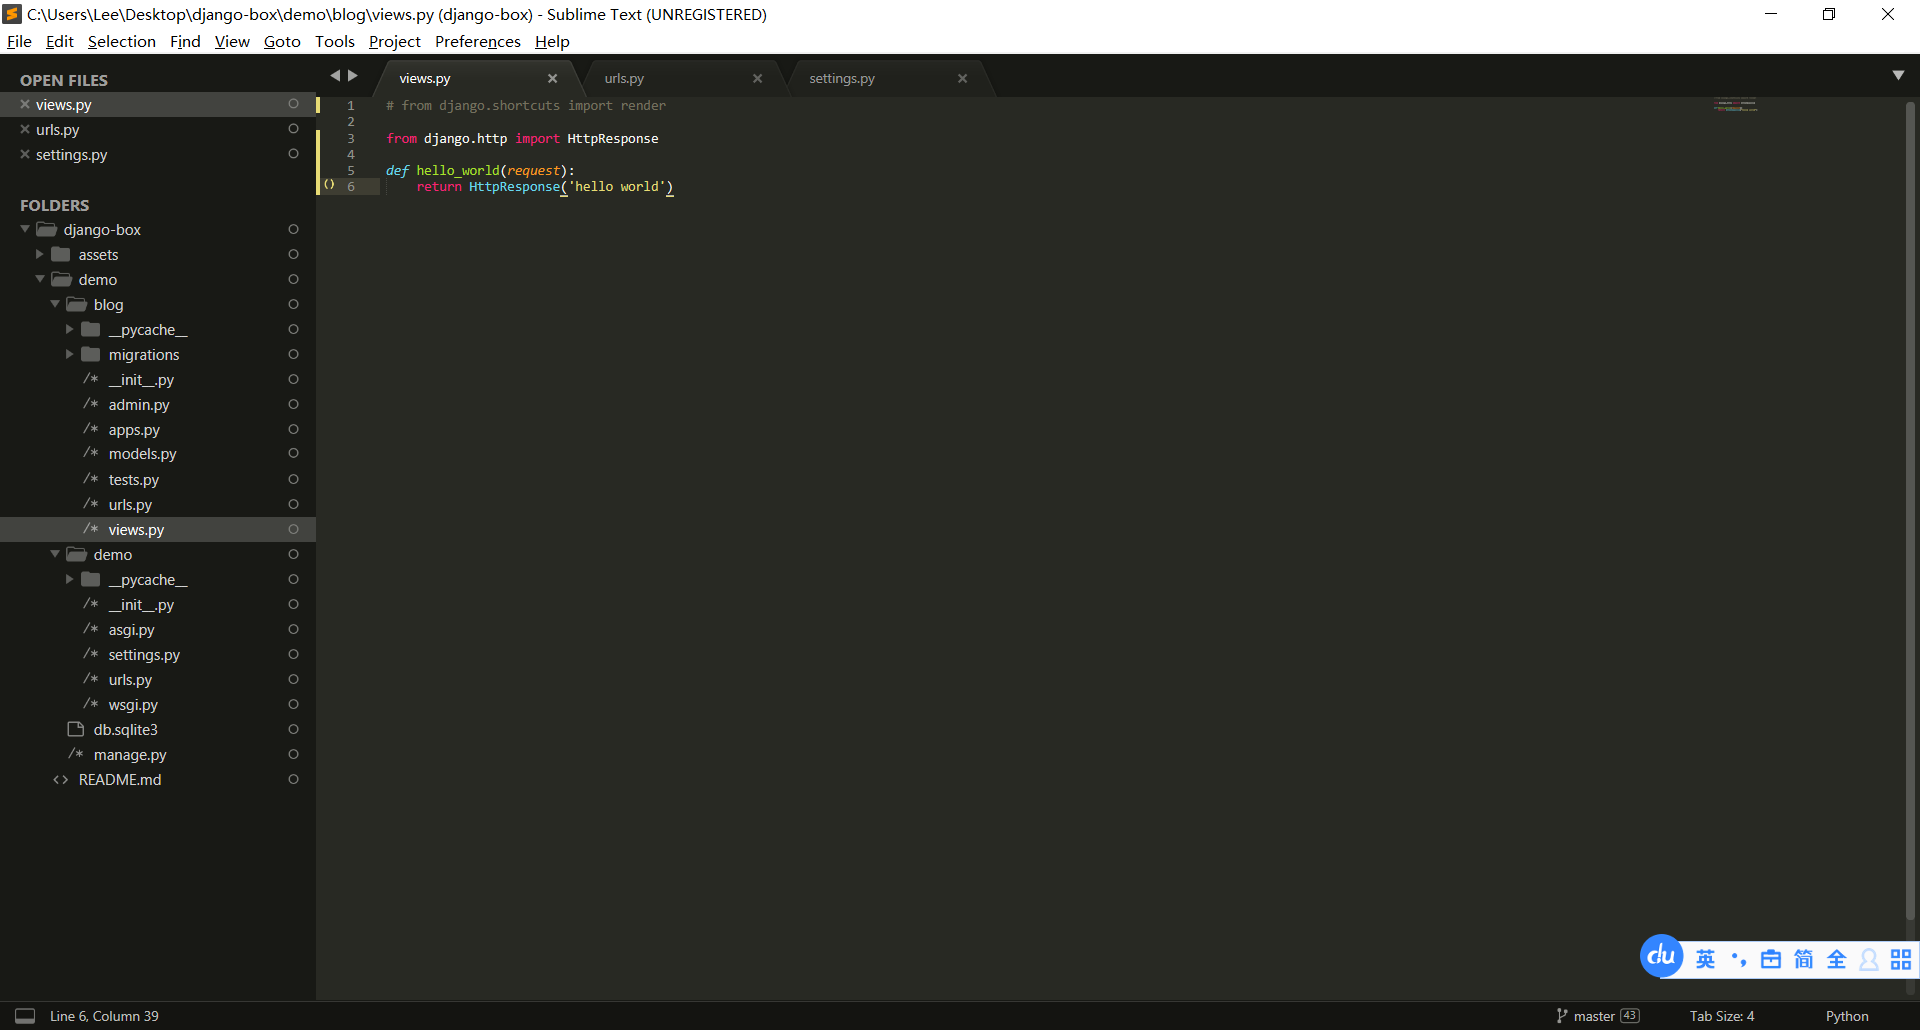 C:\Users\Lee\Desktop\django-box\demo\blog\views.py (django-box) - Sublime Text (UNREGISTERED)
File Edit Selection Find View Goto Tools Project Preferences Help
OPEN FILES
views.py
urls.py
settings.py
FOLDERS
django-box
assets
demo
blog
__pycache__
migrations
/* __init__.py
/* admin.py
/* apps.py
/* models.py
/* tests.py
/* urls.py
/* views.py
demo
__pycache__
/* __init__.py
/* asgi.py
/* settings.py
/* urls.py
/* wsgi.py
db.sqlite3
/* manage.py
<> README.md
views.py urls.py settings.py
1 # from django.shortcuts import render
2
3 from django.http import HttpResponse
4
5 def hello_world(request):
() 6 return HttpResponse('hello world')
du 英 简 全
Line 6, Column 39 master 43 Tab Size: 4 Python